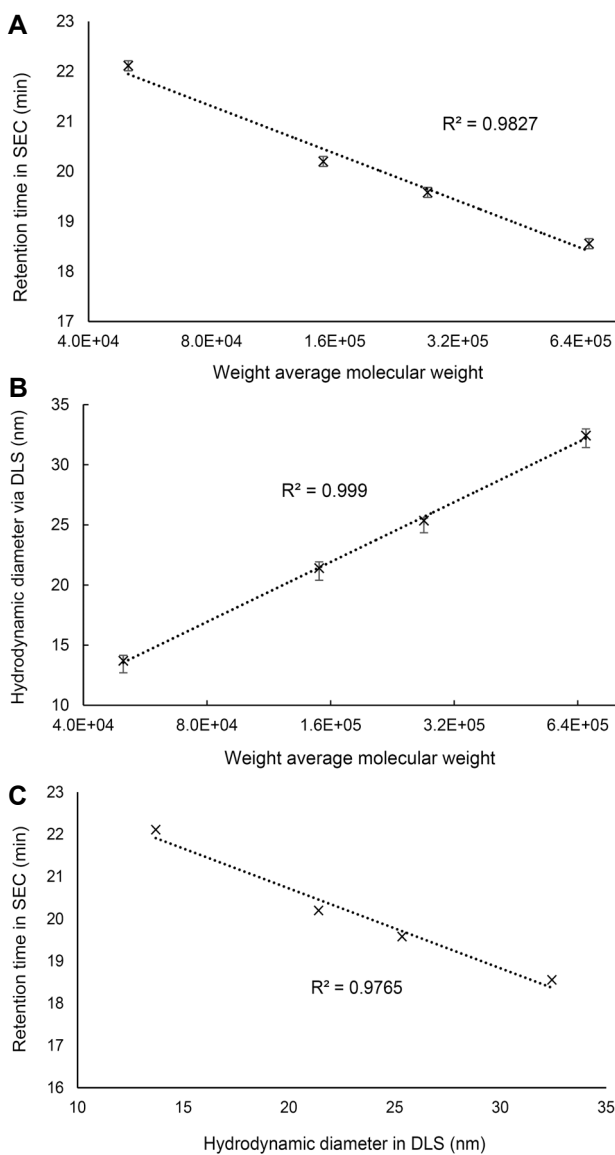 A
Retention time in SEC (min)
23
22
21
20
19
18
17
R² = 0.9827
4.0E+04 8.0E+04 1.6E+05 3.2E+05 6.4E+05
Weight average molecular weight
B
Hydrodynamic diameter via DLS (nm)
35
30
25
20
15
10
R² = 0.999
4.0E+04 8.0E+04 1.6E+05 3.2E+05 6.4E+05
Weight average molecular weight
C
Retention time in SEC (min)
23
22
21
20
19
18
17
16
R² = 0.9765
10 15 20 25 30 35
Hydrodynamic diameter in DLS (nm)